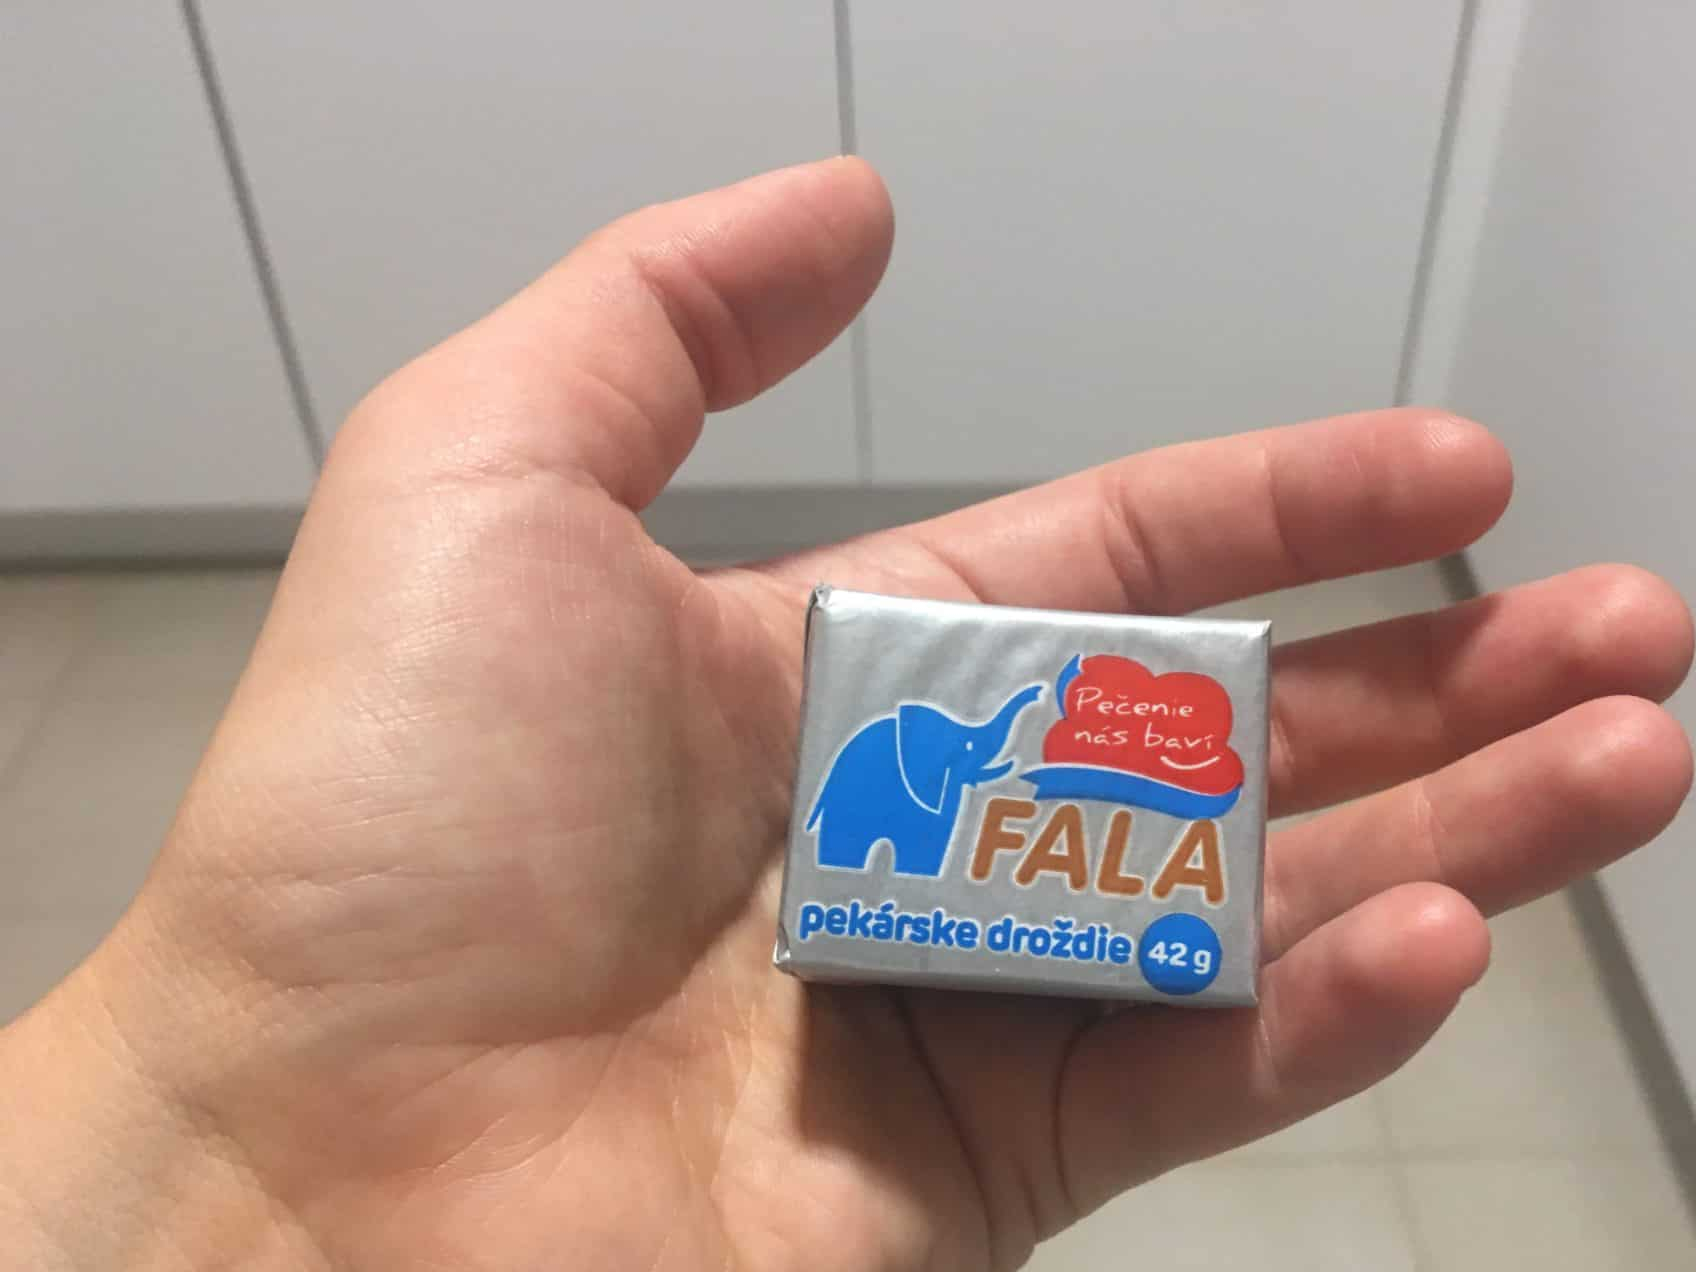 Pečenie
nás baví
FALA
pekárske droždie 42 g